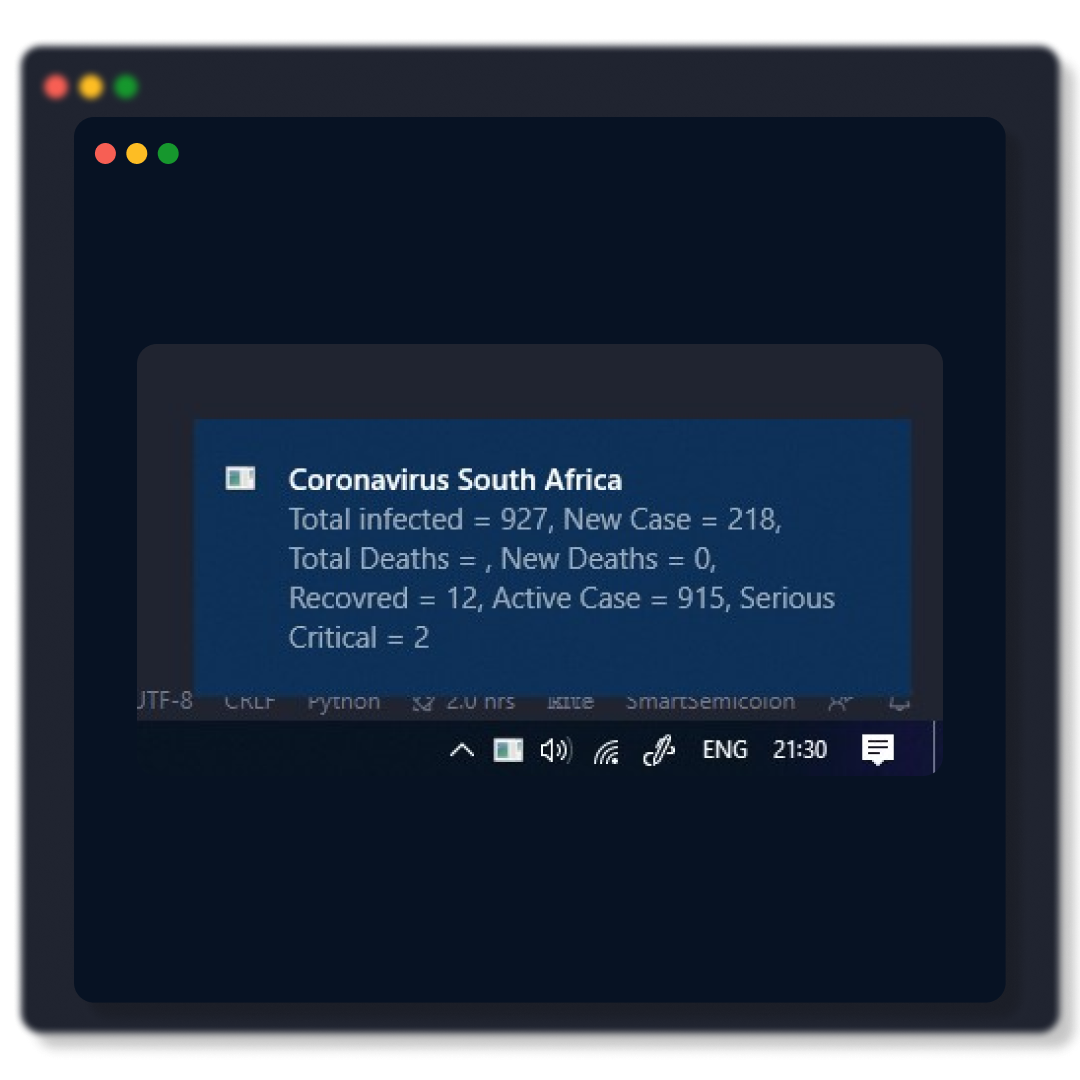 Coronavirus South Africa
Total infected = 927, New Case = 218,
Total Deaths = , New Deaths = 0,
Recovred = 12, Active Case = 915, Serious
Critical = 2
UTF-8 CRLF Python 2.0 hrs kite SmartSemicolon
ENG 21:30